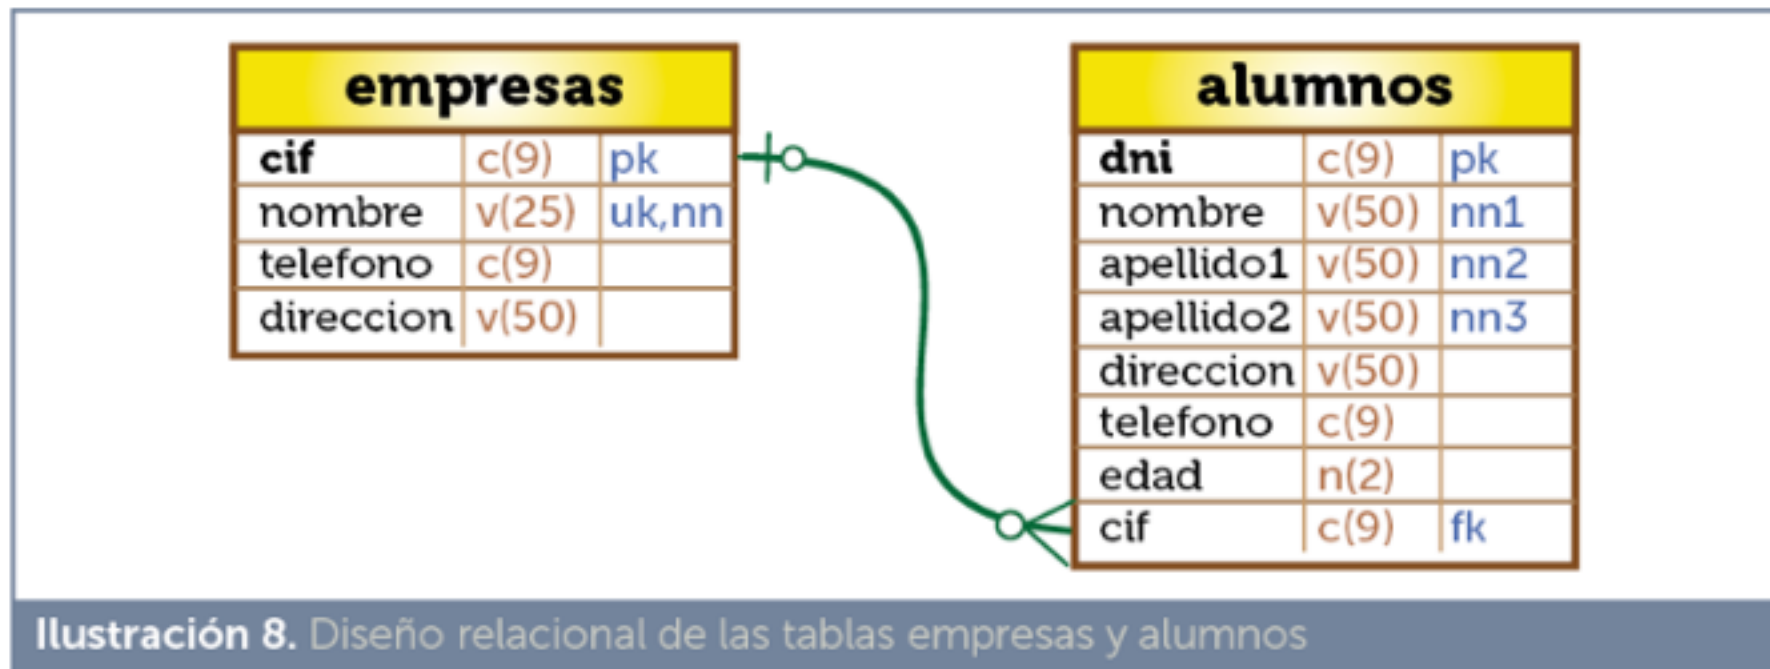 empresas
cif c(9) pk
nombre v(25) uk,nn
telefono c(9)
direccion v(50)
alumnos
dni c(9) pk
nombre v(50) nn1
apellido1 v(50) nn2
apellido2 v(50) nn3
direccion v(50)
telefono c(9)
edad n(2)
cif c(9) fk
Ilustración 8. Diseño relacional de las tablas empresas y alumnos